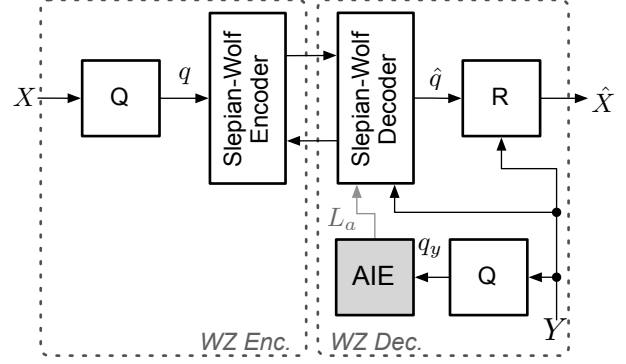 X
Q
q
Slepian-Wolf
Encoder
Slepian-Wolf
Decoder
q̂
R
X̂
L_a
AIE
q_y
Q
Y
WZ Enc.
WZ Dec.